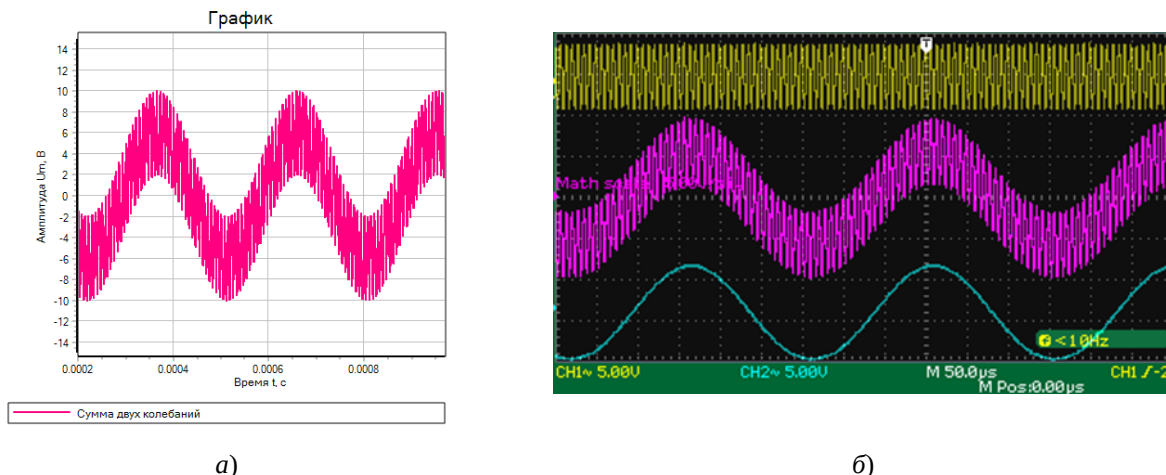 График
14
12
10
8
6
4
2
0
-2
-4
-6
-8
-10
-12
-14
Амплитуда Um, В
0.0002 0.0004 0.0006 0.0008
Время t, с
Сумма двух колебаний
а)
T
Math
<10Hz
CH1~ 5.00V CH2~ 5.00V M 50.0µs CH1
M Pos:0.00µs
б)